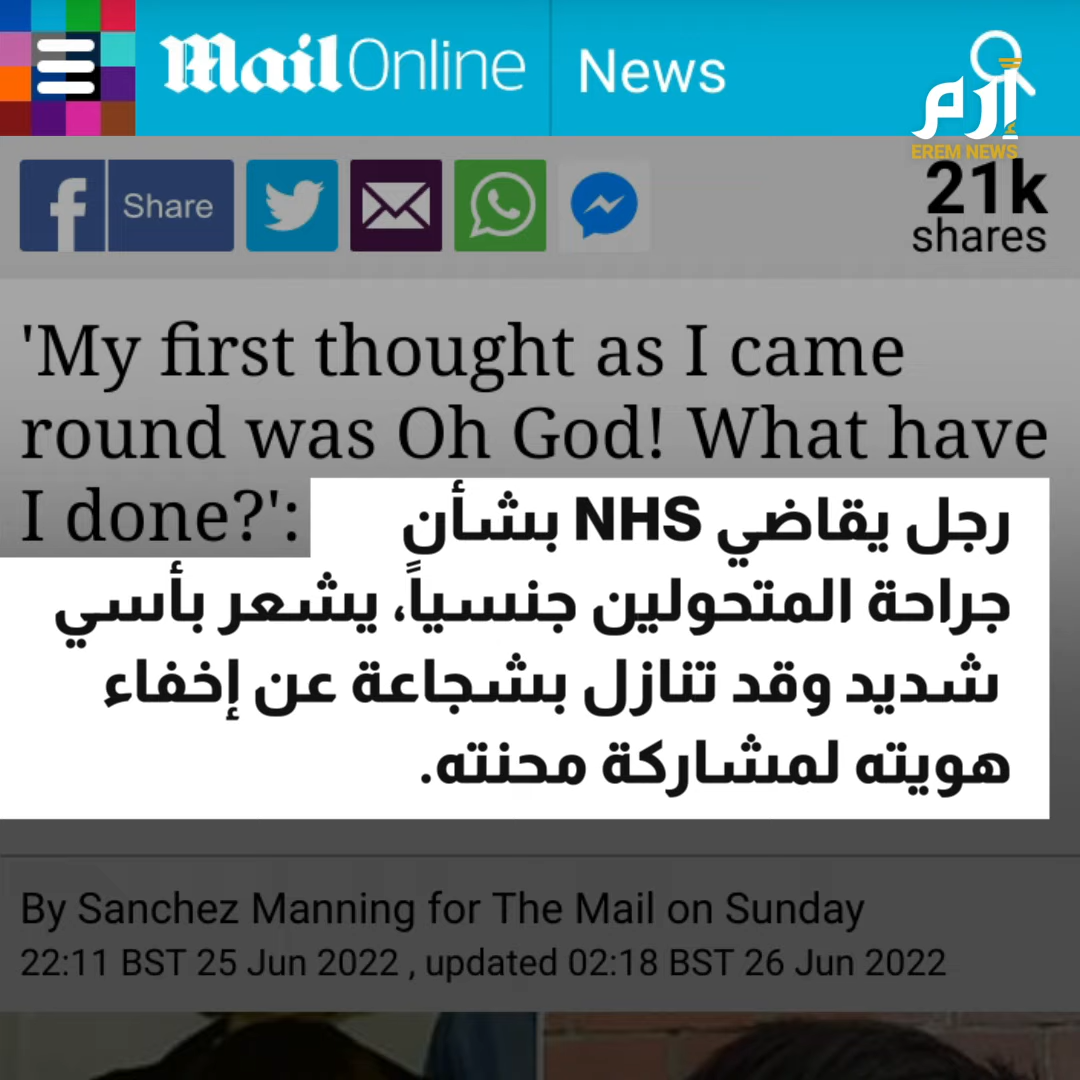 MailOnline
News
إرم
EREM NEWS
Share
21k
shares
'My first thought as I came
round was Oh God! What have
I done?':
رجل يقاضي NHS بشأن
جراحة المتحولين جنسياً، يشعر بأسي
شديد وقد تنازل بشجاعة عن إخفاء
هويته لمشاركة محنته.
By Sanchez Manning for The Mail on Sunday
22:11 BST 25 Jun 2022 , updated 02:18 BST 26 Jun 2022